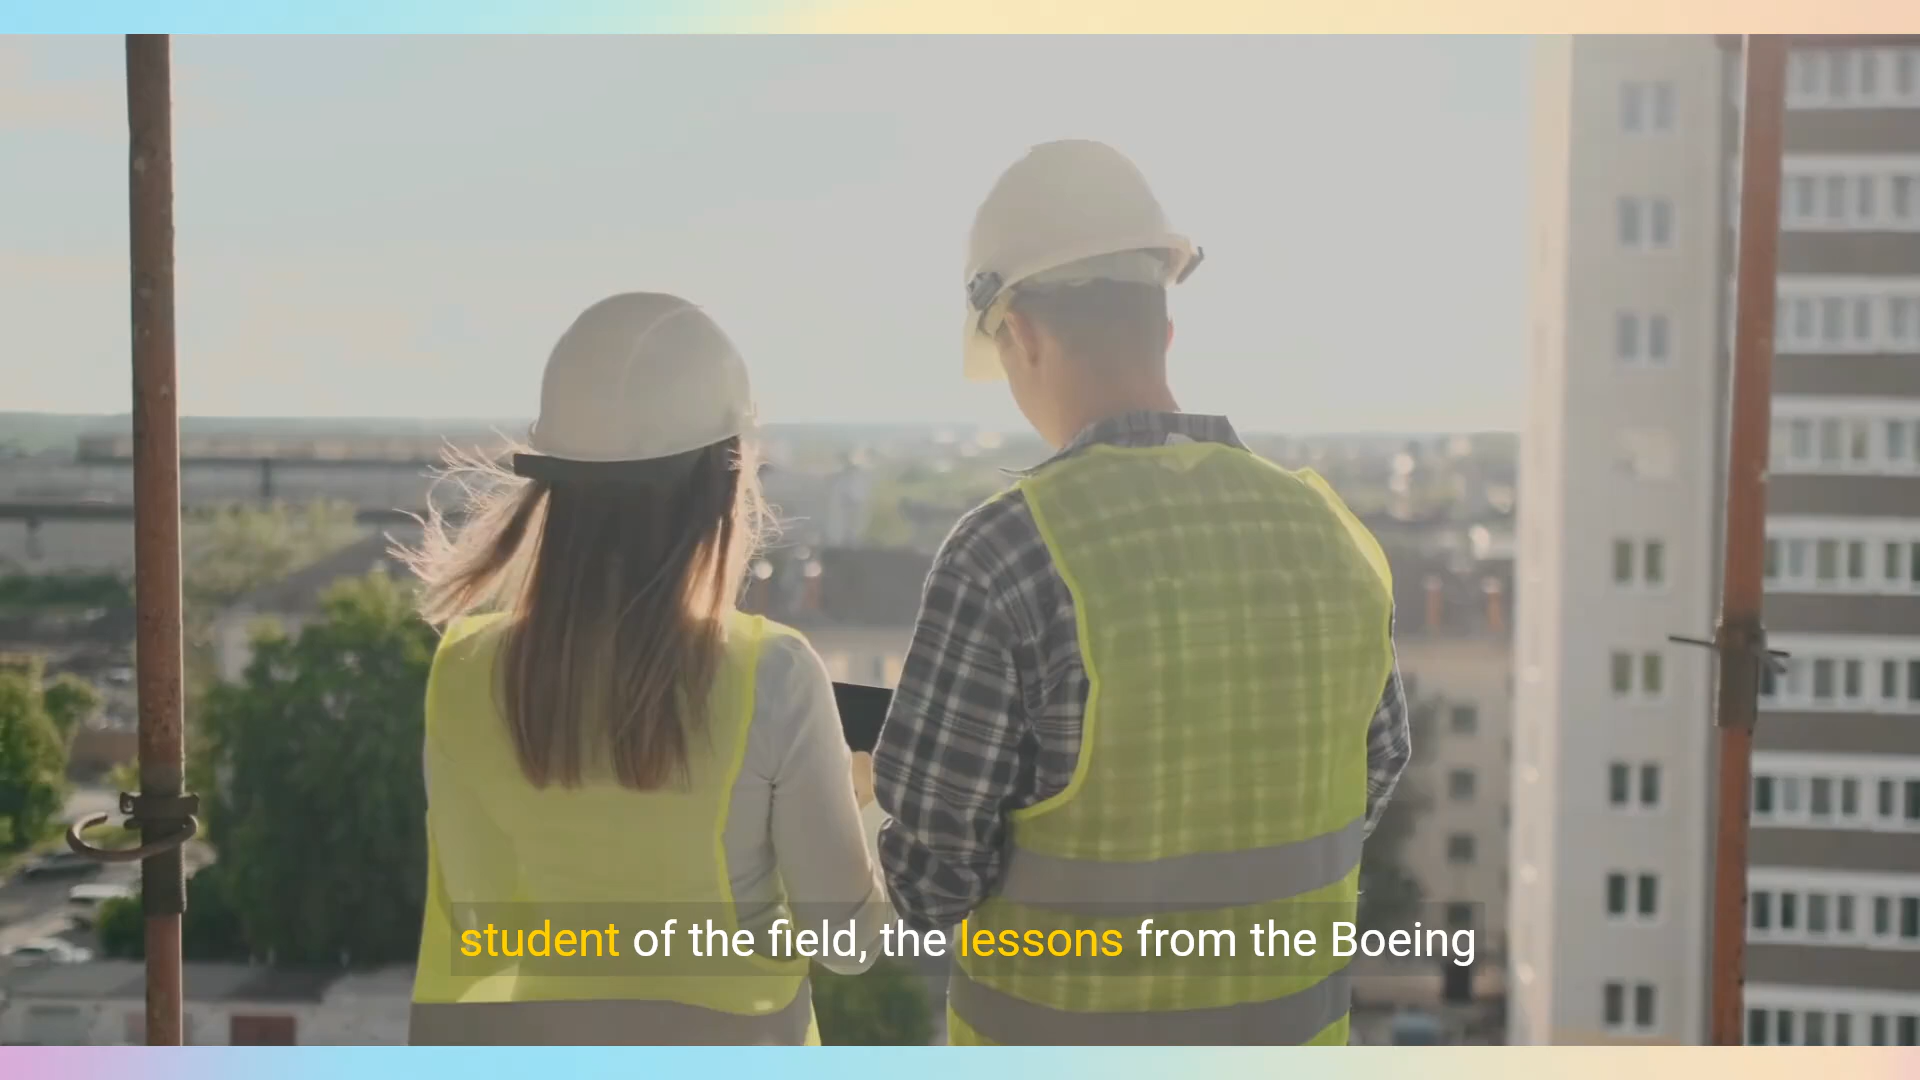 student of the field, the lessons from the Boeing